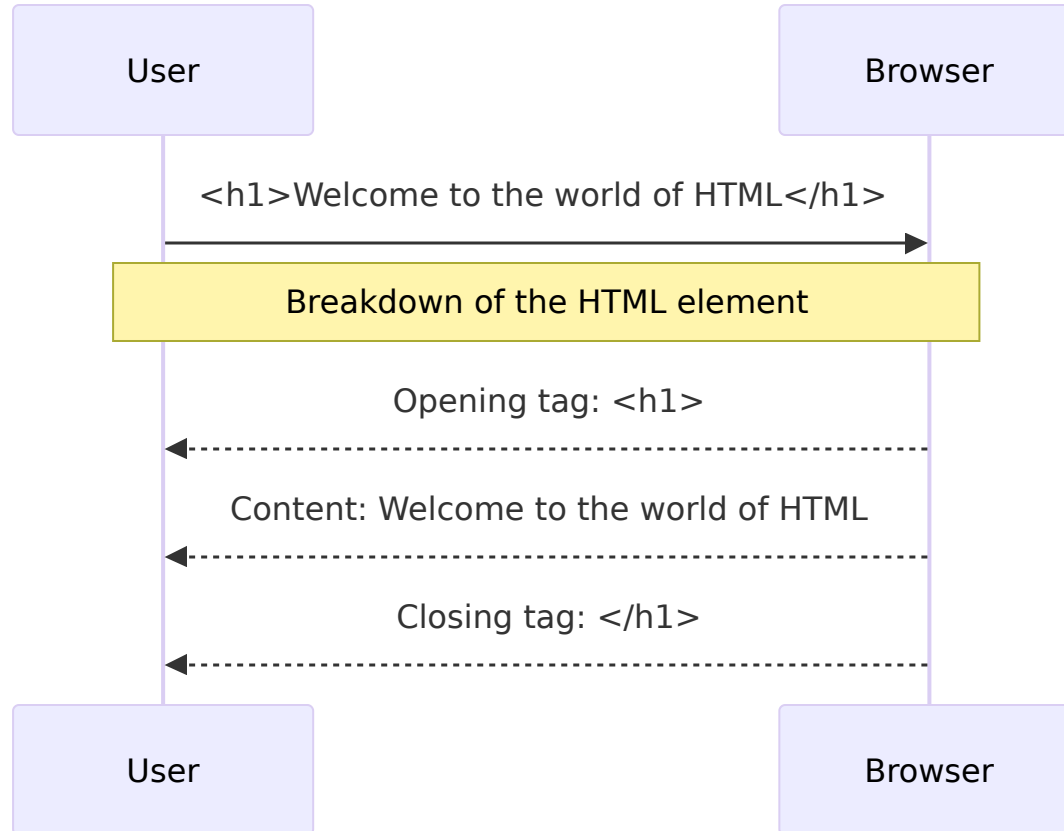 User
Browser
<h1>Welcome to the world of HTML</h1>
Breakdown of the HTML element
Opening tag: <h1>
Content: Welcome to the world of HTML
Closing tag: </h1>
User
Browser